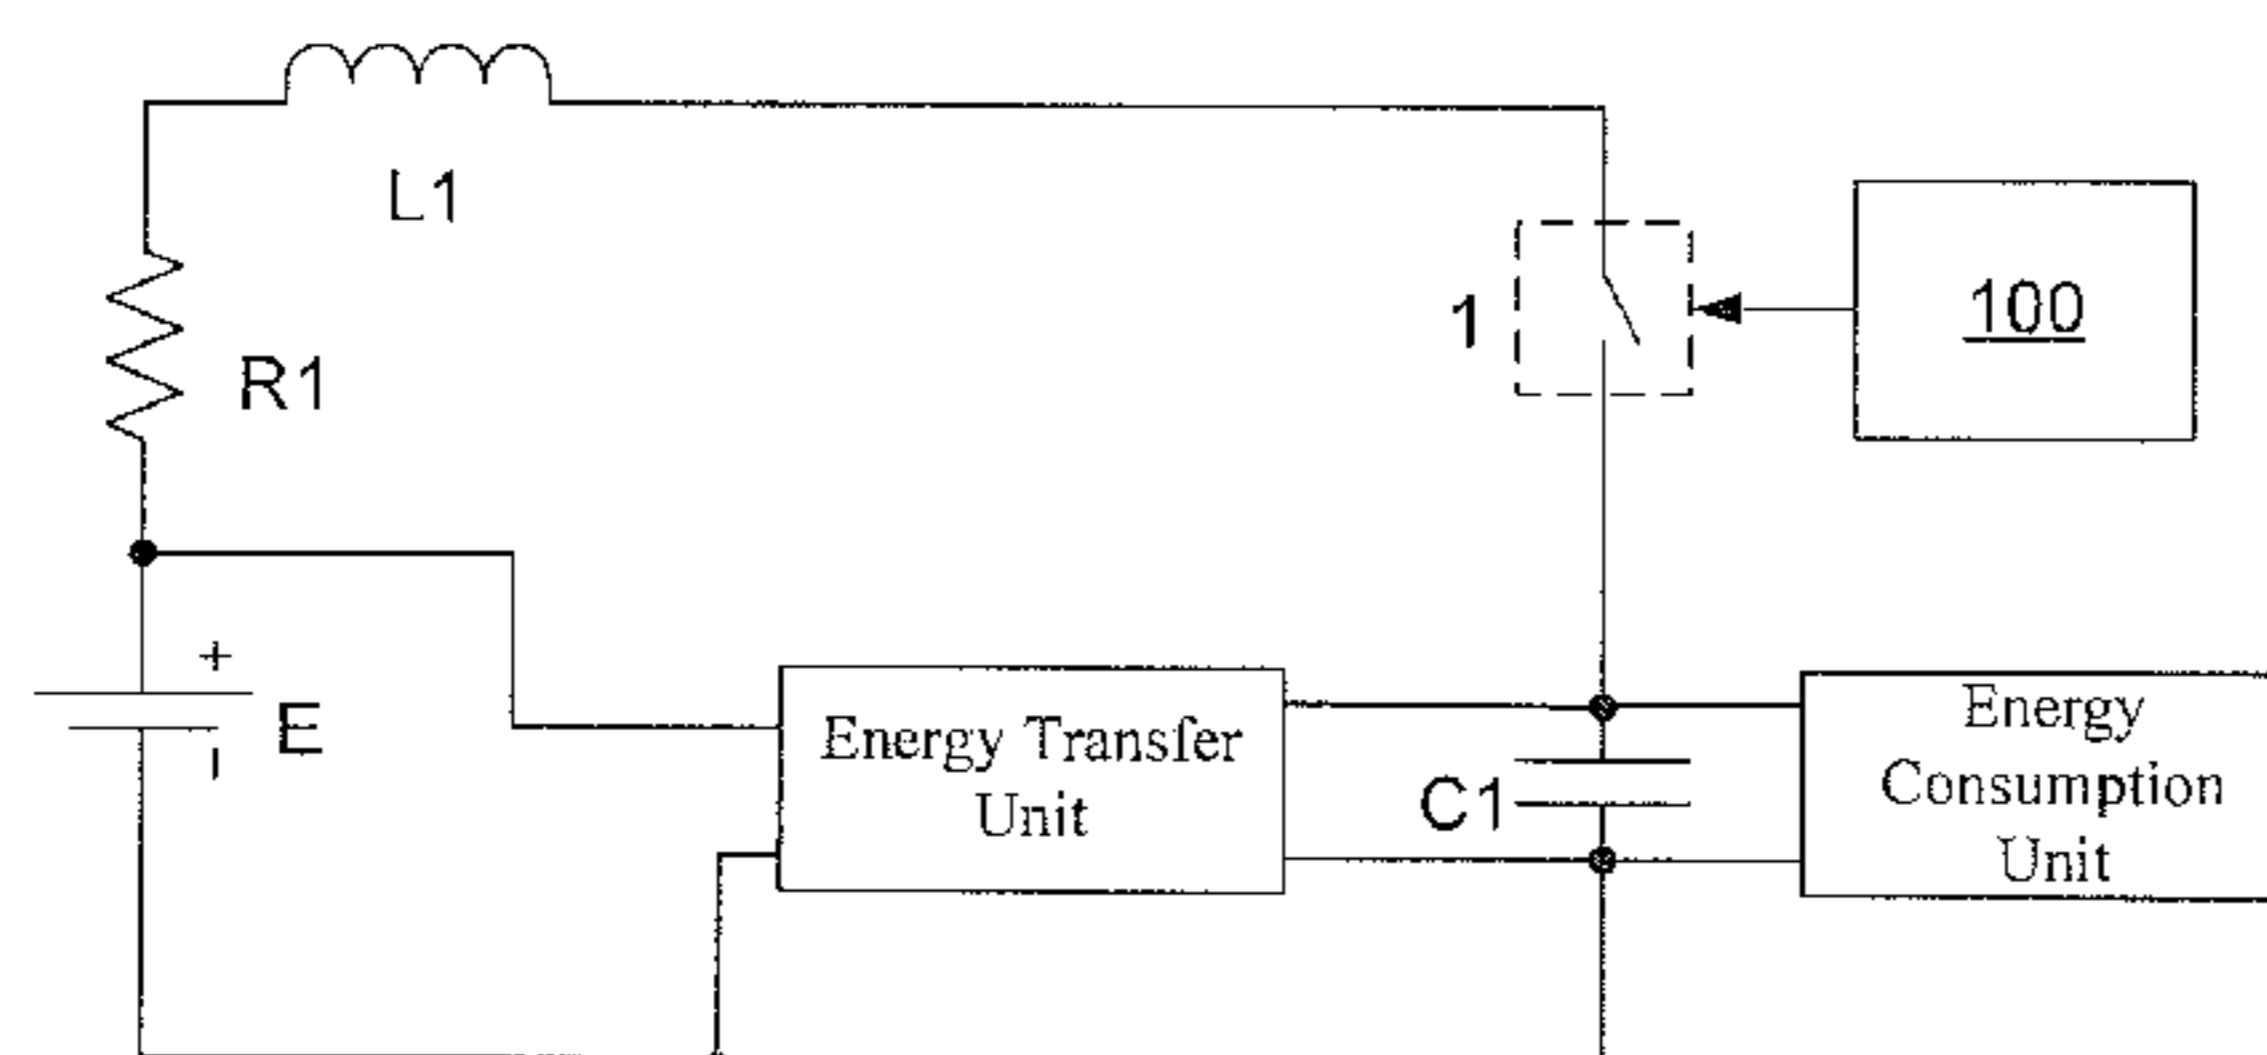 L1
1
100
R1
+
-
E
Energy Transfer
Unit
C1
Energy
Consumption
Unit